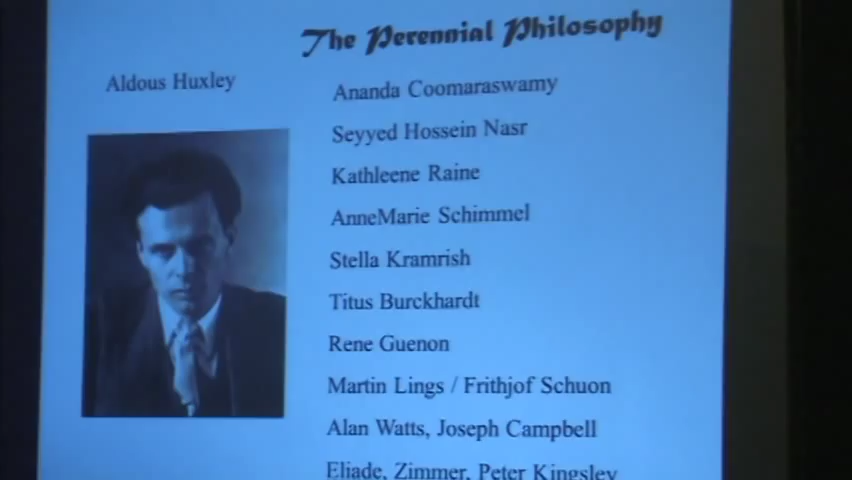 The Perennial Philosophy
Aldous Huxley
Ananda Coomaraswamy
Seyyed Hossein Nasr
Kathleene Raine
AnneMarie Schimmel
Stella Kramrish
Titus Burckhardt
Rene Guenon
Martin Lings / Frithjof Schuon
Alan Watts, Joseph Campbell
Eliade, Zimmer, Peter Kingsley